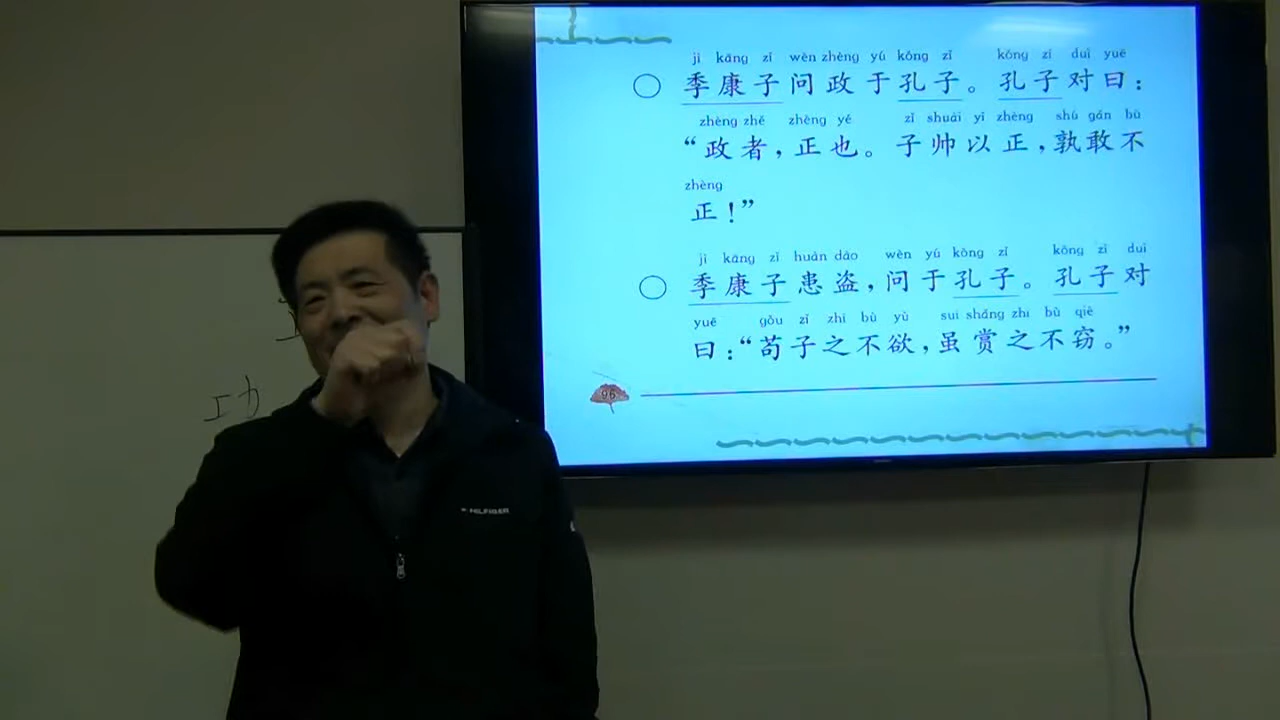 jì kāng zǐ wèn zhèng yú kǒng zǐ kǒng zǐ duì yuē
○ 季康子问政于孔子。孔子对曰:
zhèng zhě zhèng yě zǐ shuài yǐ zhèng shú gǎn bù
“政者,正也。子帅以正,孰敢不
zhèng
正!”
jì kāng zǐ huàn dào wèn yú kǒng zǐ kǒng zǐ duì
○ 季康子患盗,问于孔子。孔子对
yuē gǒu zǐ zhī bù yù suī shǎng zhī bù qiè
曰:“苟子之不欲,虽赏之不窃。”
96
HILFIGER